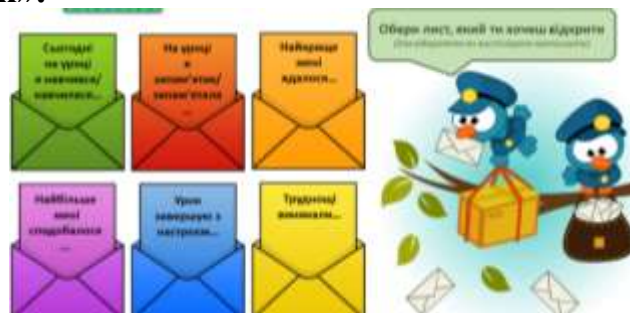 Сьогодні
на уроці
я навчився/
навчилася…
На уроці
я
запам'ятав/
запам'ятала
…
Найкраще
мені
вдалося…
Обери лист, який ти хочеш відкрити
Найбільше
мені
сподобалося
…
Урок
завершую з
настроєм…
Труднощі
виникали…